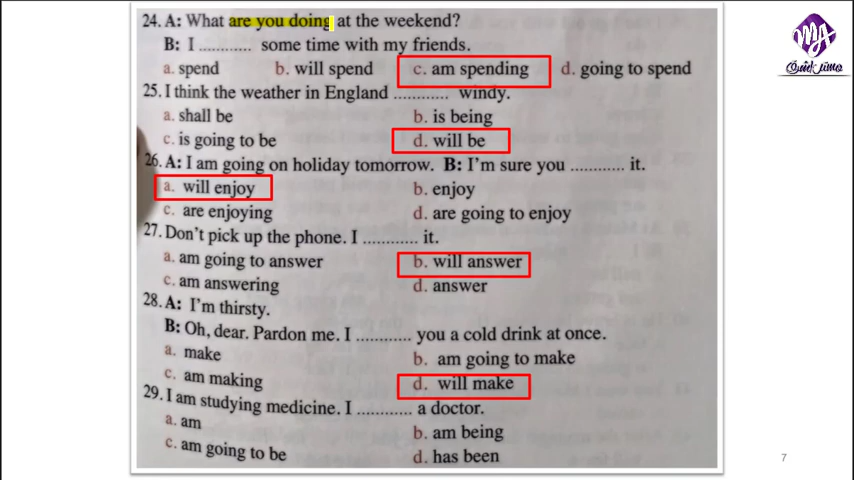 24. A: What are you doing at the weekend?
B: I ............ some time with my friends.
a. spend b. will spend c. am spending d. going to spend
25. I think the weather in England ............ windy.
a. shall be b. is being
c. is going to be d. will be
26. A: I am going on holiday tomorrow. B: I'm sure you ............ it.
a. will enjoy b. enjoy
c. are enjoying d. are going to enjoy
27. Don't pick up the phone. I ............ it.
a. am going to answer b. will answer
c. am answering d. answer
28. A: I'm thirsty.
B: Oh, dear. Pardon me. I ............ you a cold drink at once.
a. make b. am going to make
c. am making d. will make
29. I am studying medicine. I ............ a doctor.
a. am b. am being
c. am going to be d. has been
7
MA